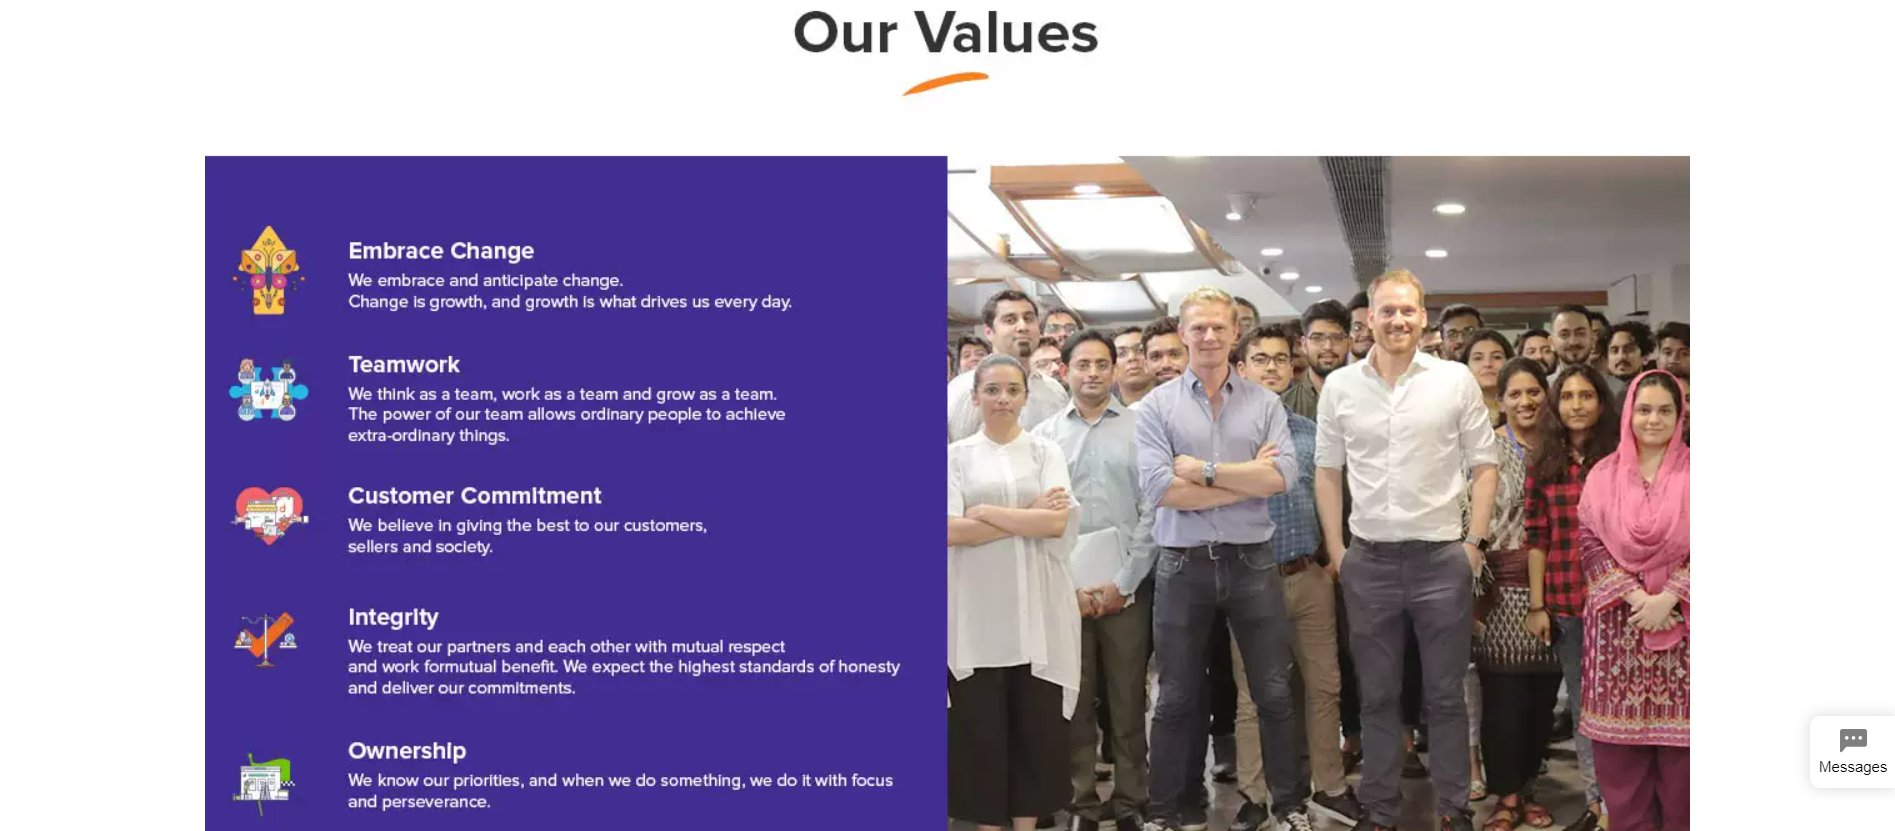 Our Values
Embrace Change
We embrace and anticipate change.
Change is growth, and growth is what drives us every day.
Teamwork
We think as a team, work as a team and grow as a team.
The power of our team allows ordinary people to achieve
extra-ordinary things.
Customer Commitment
We believe in giving the best to our customers,
sellers and society.
Integrity
We treat our partners and each other with mutual respect
and work formutual benefit. We expect the highest standards of honesty
and deliver our commitments.
Ownership
We know our priorities, and when we do something, we do it with focus
and perseverance.
Messages